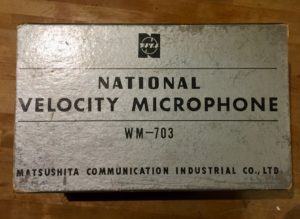 NATIONAL
VELOCITY MICROPHONE
WM-703
MATSUSHITA COMMUNICATION INDUSTRIAL CO., LTD